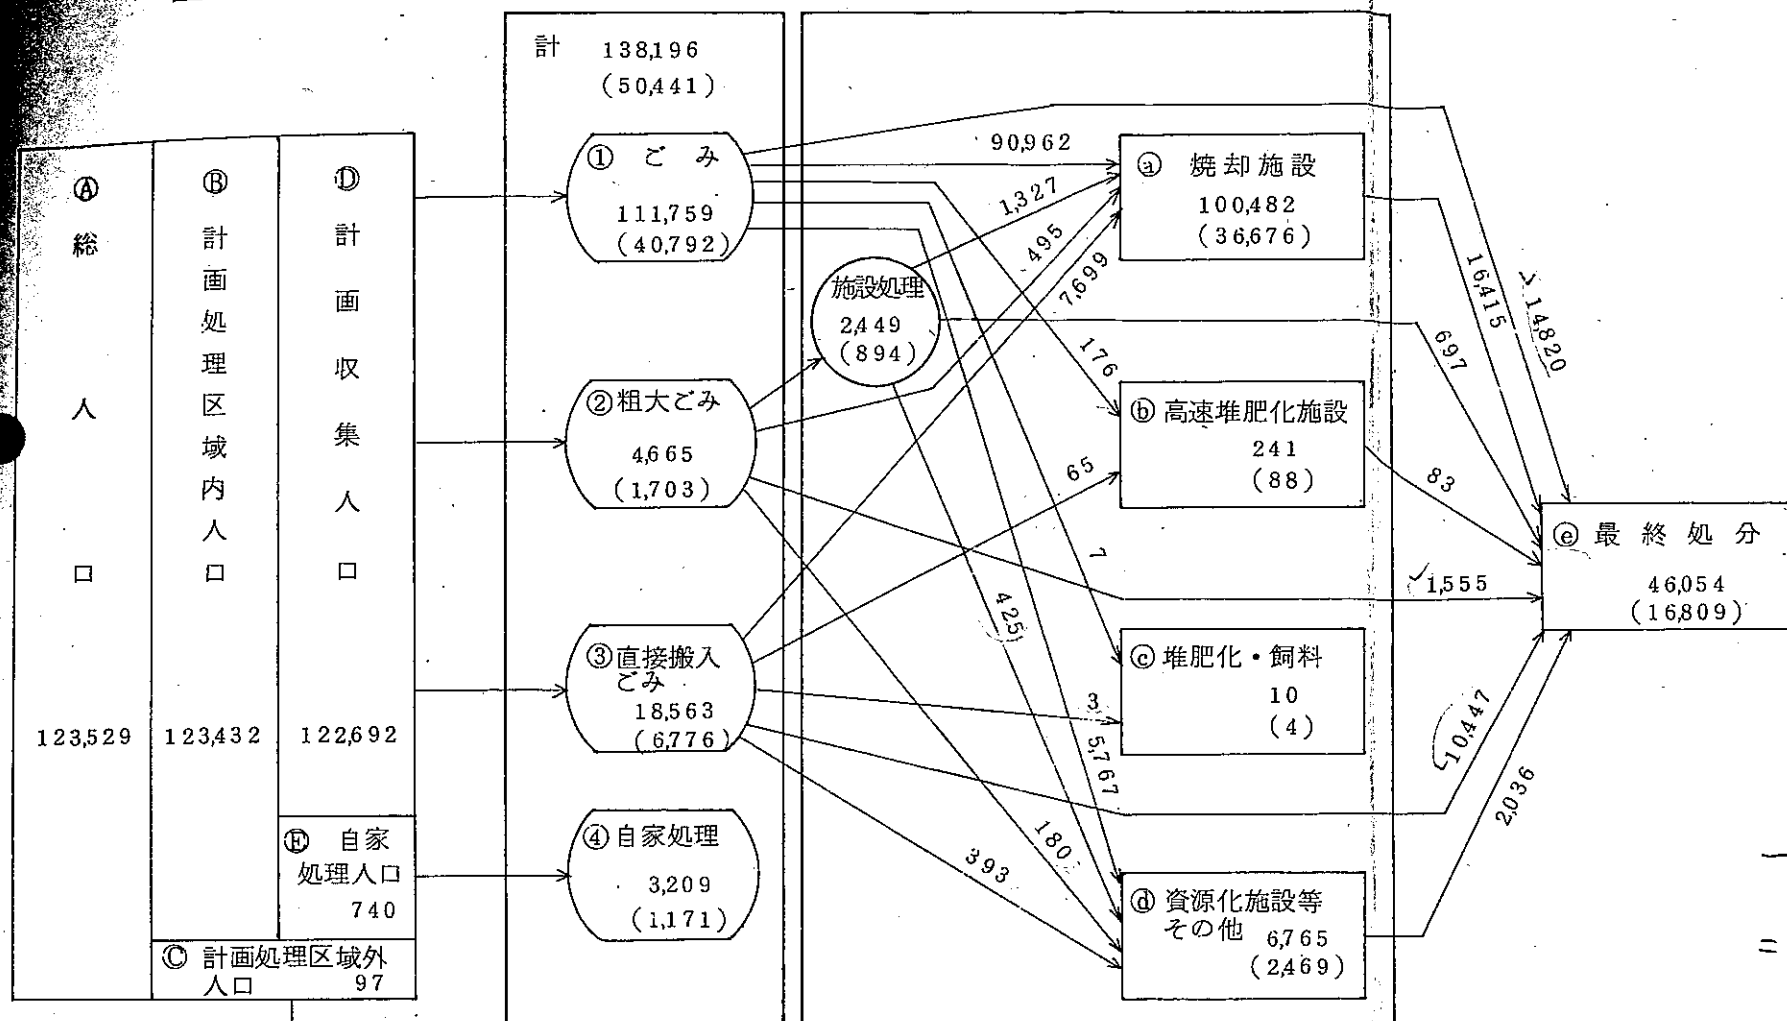 Ⓐ
総
人
口
123,529
Ⓑ
計
画
処
理
区
域
内
人
口
123,432
Ⓓ
計
画
収
集
人
口
122,692
Ⓔ 自家
処理人口
740
Ⓒ 計画処理区域外
人口 97
計 138,196
(50,441)
① ごみ
111,759
(40,792)
② 粗大ごみ
4,665
(1,703)
③ 直接搬入
ごみ
18,563
(6,776)
④ 自家処理
3,209
(1,171)
施設処理
2,449
(894)
90,962
1,327
495
7,699
176
65
7
425
3
5,767
180
393
ⓐ 焼却施設
100,482
(36,676)
ⓑ 高速堆肥化施設
241
(88)
ⓒ 堆肥化・飼料
10
(4)
ⓓ 資源化施設等
その他 6,765
(2,469)
16,415
14,820
697
83
1,555
10,447
2,036
ⓔ 最終処分
46,054
(16,809)